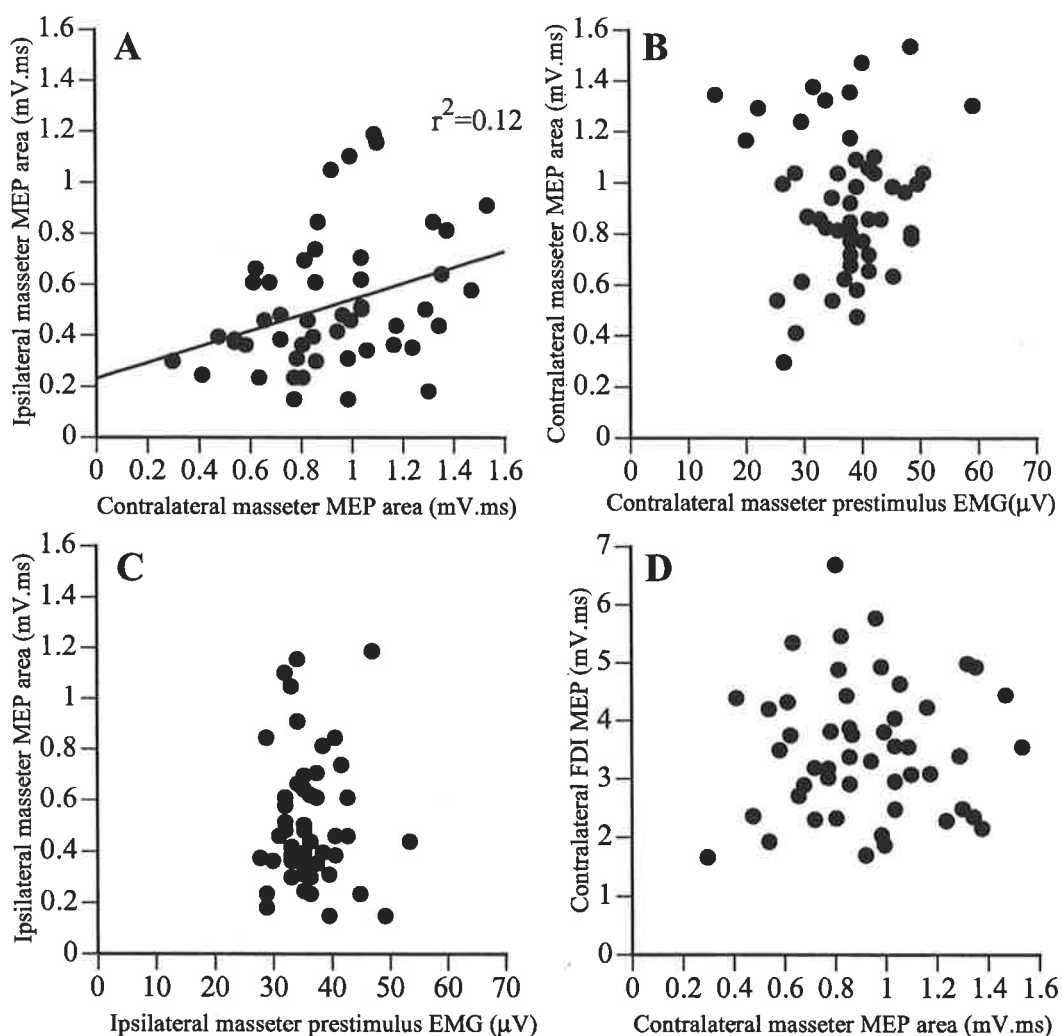 A
r²=0.12
Ipsilateral masseter MEP area (mV.ms)
1.6
1.4
1.2
1
0.8
0.6
0.4
0.2
0
0 0.2 0.4 0.6 0.8 1 1.2 1.4 1.6
Contralateral masseter MEP area (mV.ms)
B
Contralateral masseter MEP area (mV.ms)
1.6
1.4
1.2
1
0.8
0.6
0.4
0.2
0
0 10 20 30 40 50 60 70
Contralateral masseter prestimulus EMG(µV)
C
Ipsilateral masseter MEP area (mV.ms)
1.6
1.4
1.2
1
0.8
0.6
0.4
0.2
0
0 10 20 30 40 50 60 70
Ipsilateral masseter prestimulus EMG (µV)
D
Contralateral FDI MEP (mV.ms)
7
6
5
4
3
2
1
0
0 0.2 0.4 0.6 0.8 1 1.2 1.4 1.6
Contralateral masseter MEP area (mV.ms)